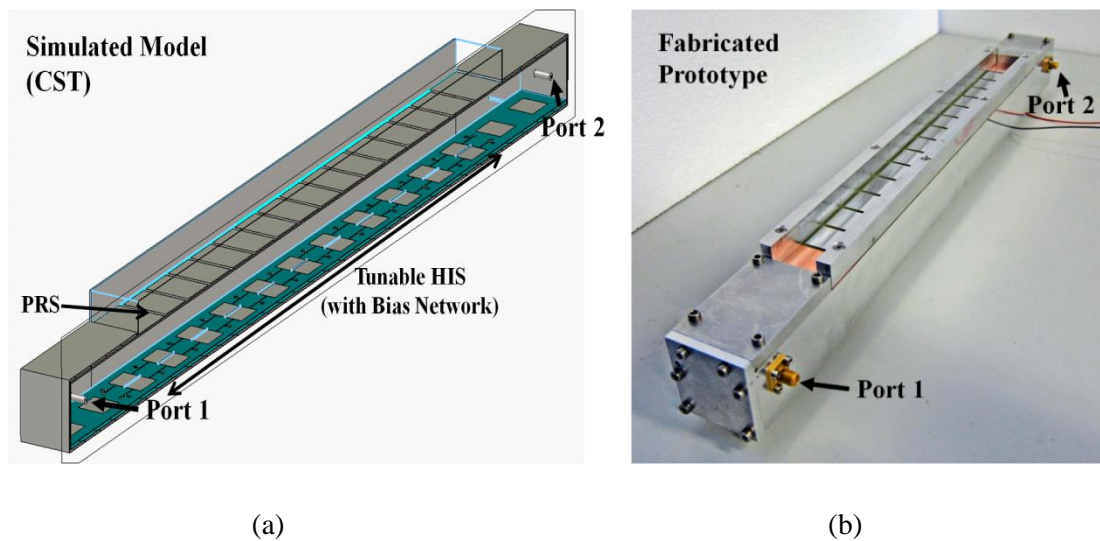 Simulated Model
(CST)
Port 2
Tunable HIS
(with Bias Network)
PRS
Port 1
Fabricated
Prototype
Port 2
Port 1
(a)
(b)